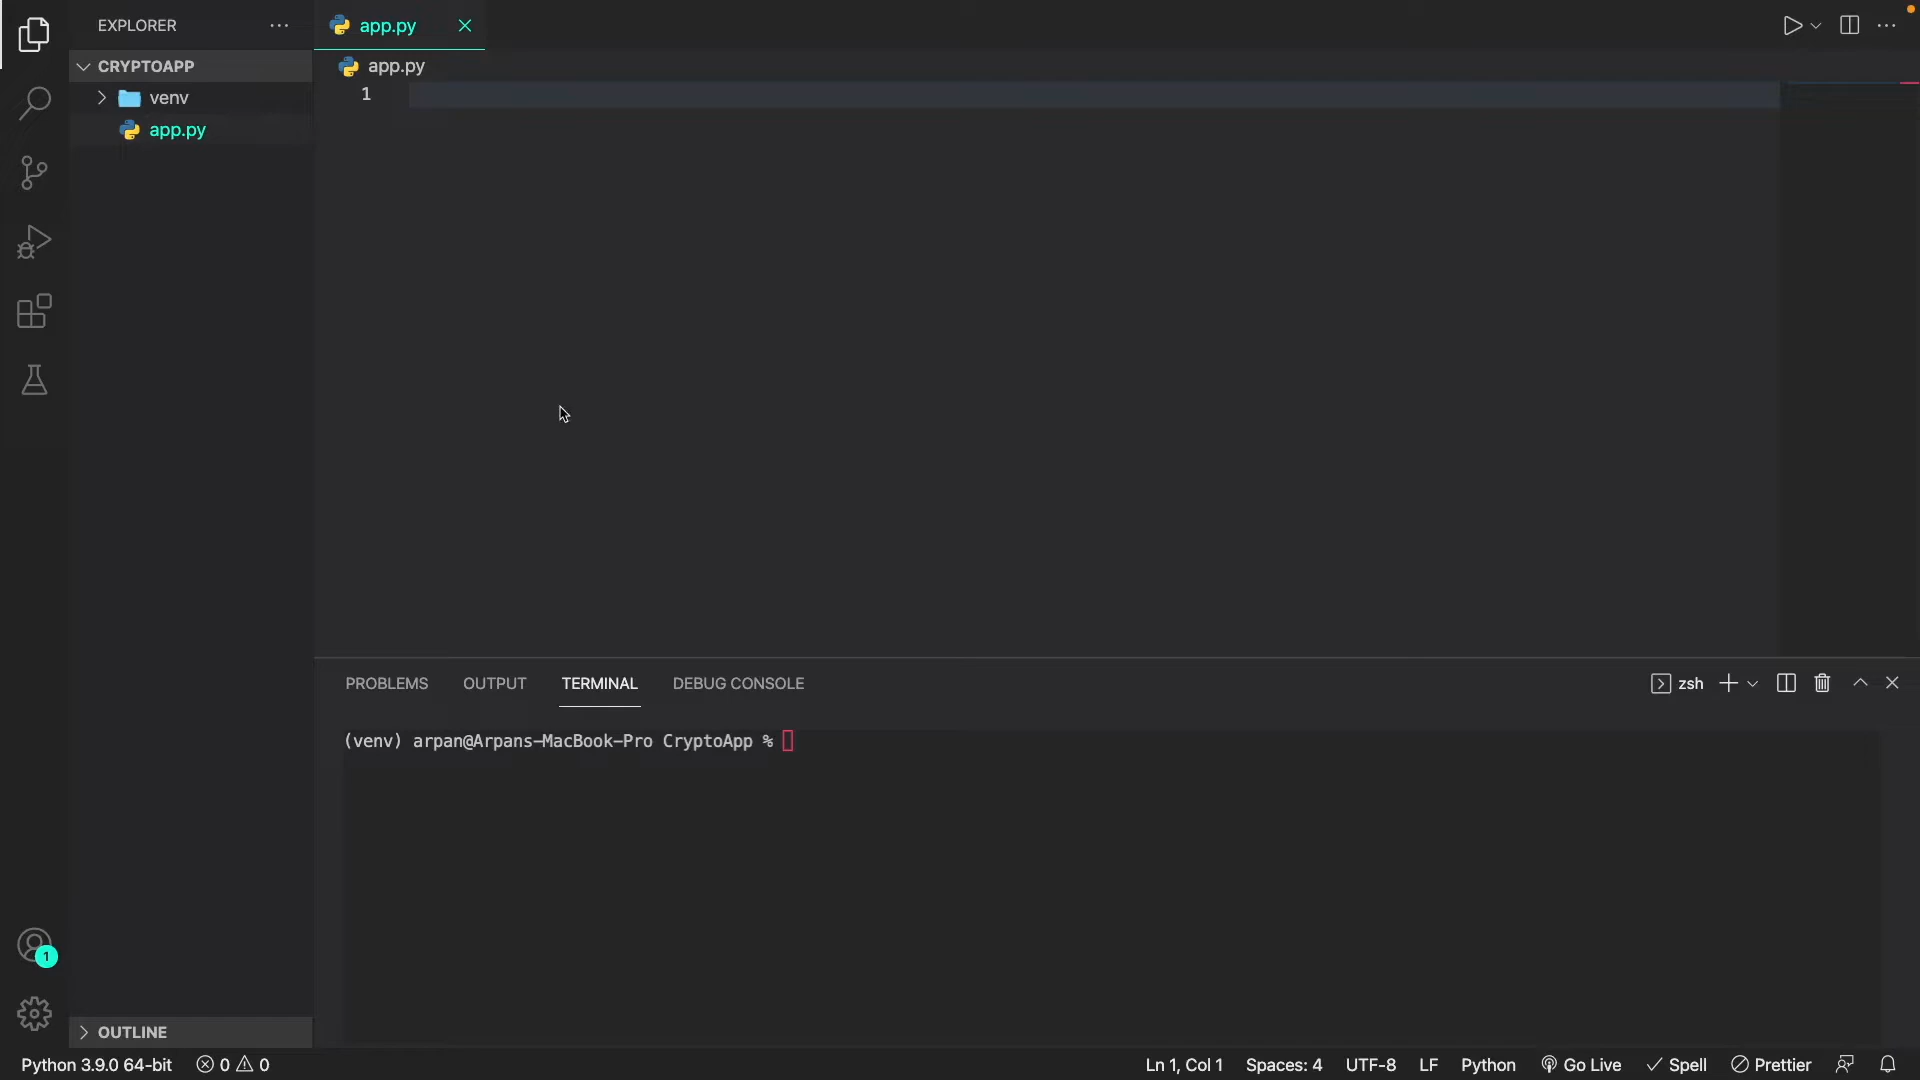 EXPLORER
CRYPTOAPP
venv
app.py
OUTLINE
app.py
app.py
1
PROBLEMS OUTPUT TERMINAL DEBUG CONSOLE
zsh
(venv) arpan@Arpans-MacBook-Pro CryptoApp %
1
Python 3.9.0 64-bit 0 0 Ln 1, Col 1 Spaces: 4 UTF-8 LF Python Go Live Spell Prettier